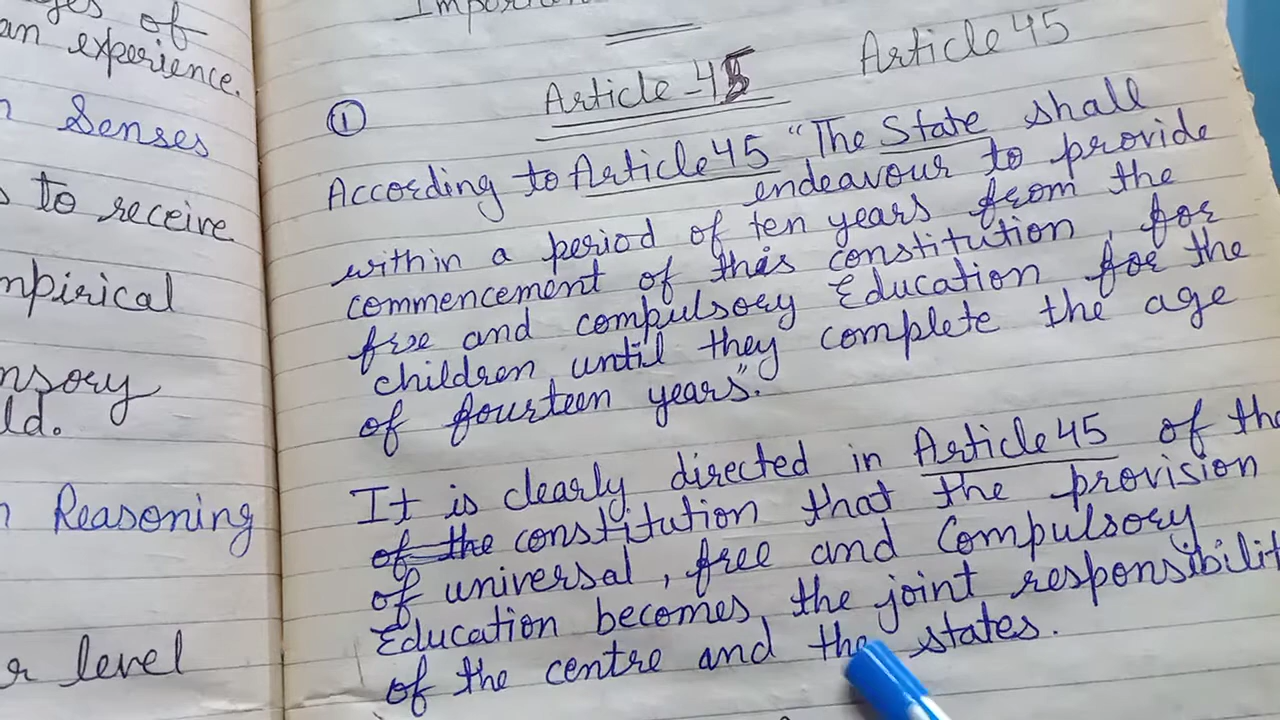 ges of
an experience.
n Senses
s to receive
mpirical
nsory
ld.
n Reasoning
r level
Article-45 Article 45
① According to Article 45 "The State shall
endeavour to provide
within a period of ten years from the
commencement of this constitution, for
free and compulsory Education for the
children until they complete the age
of fourteen years".
It is clearly directed in Article 45 of the
of the constitution that the provision
of universal, free and Compulsory
Education becomes the joint responsibilit
of the centre and the states.